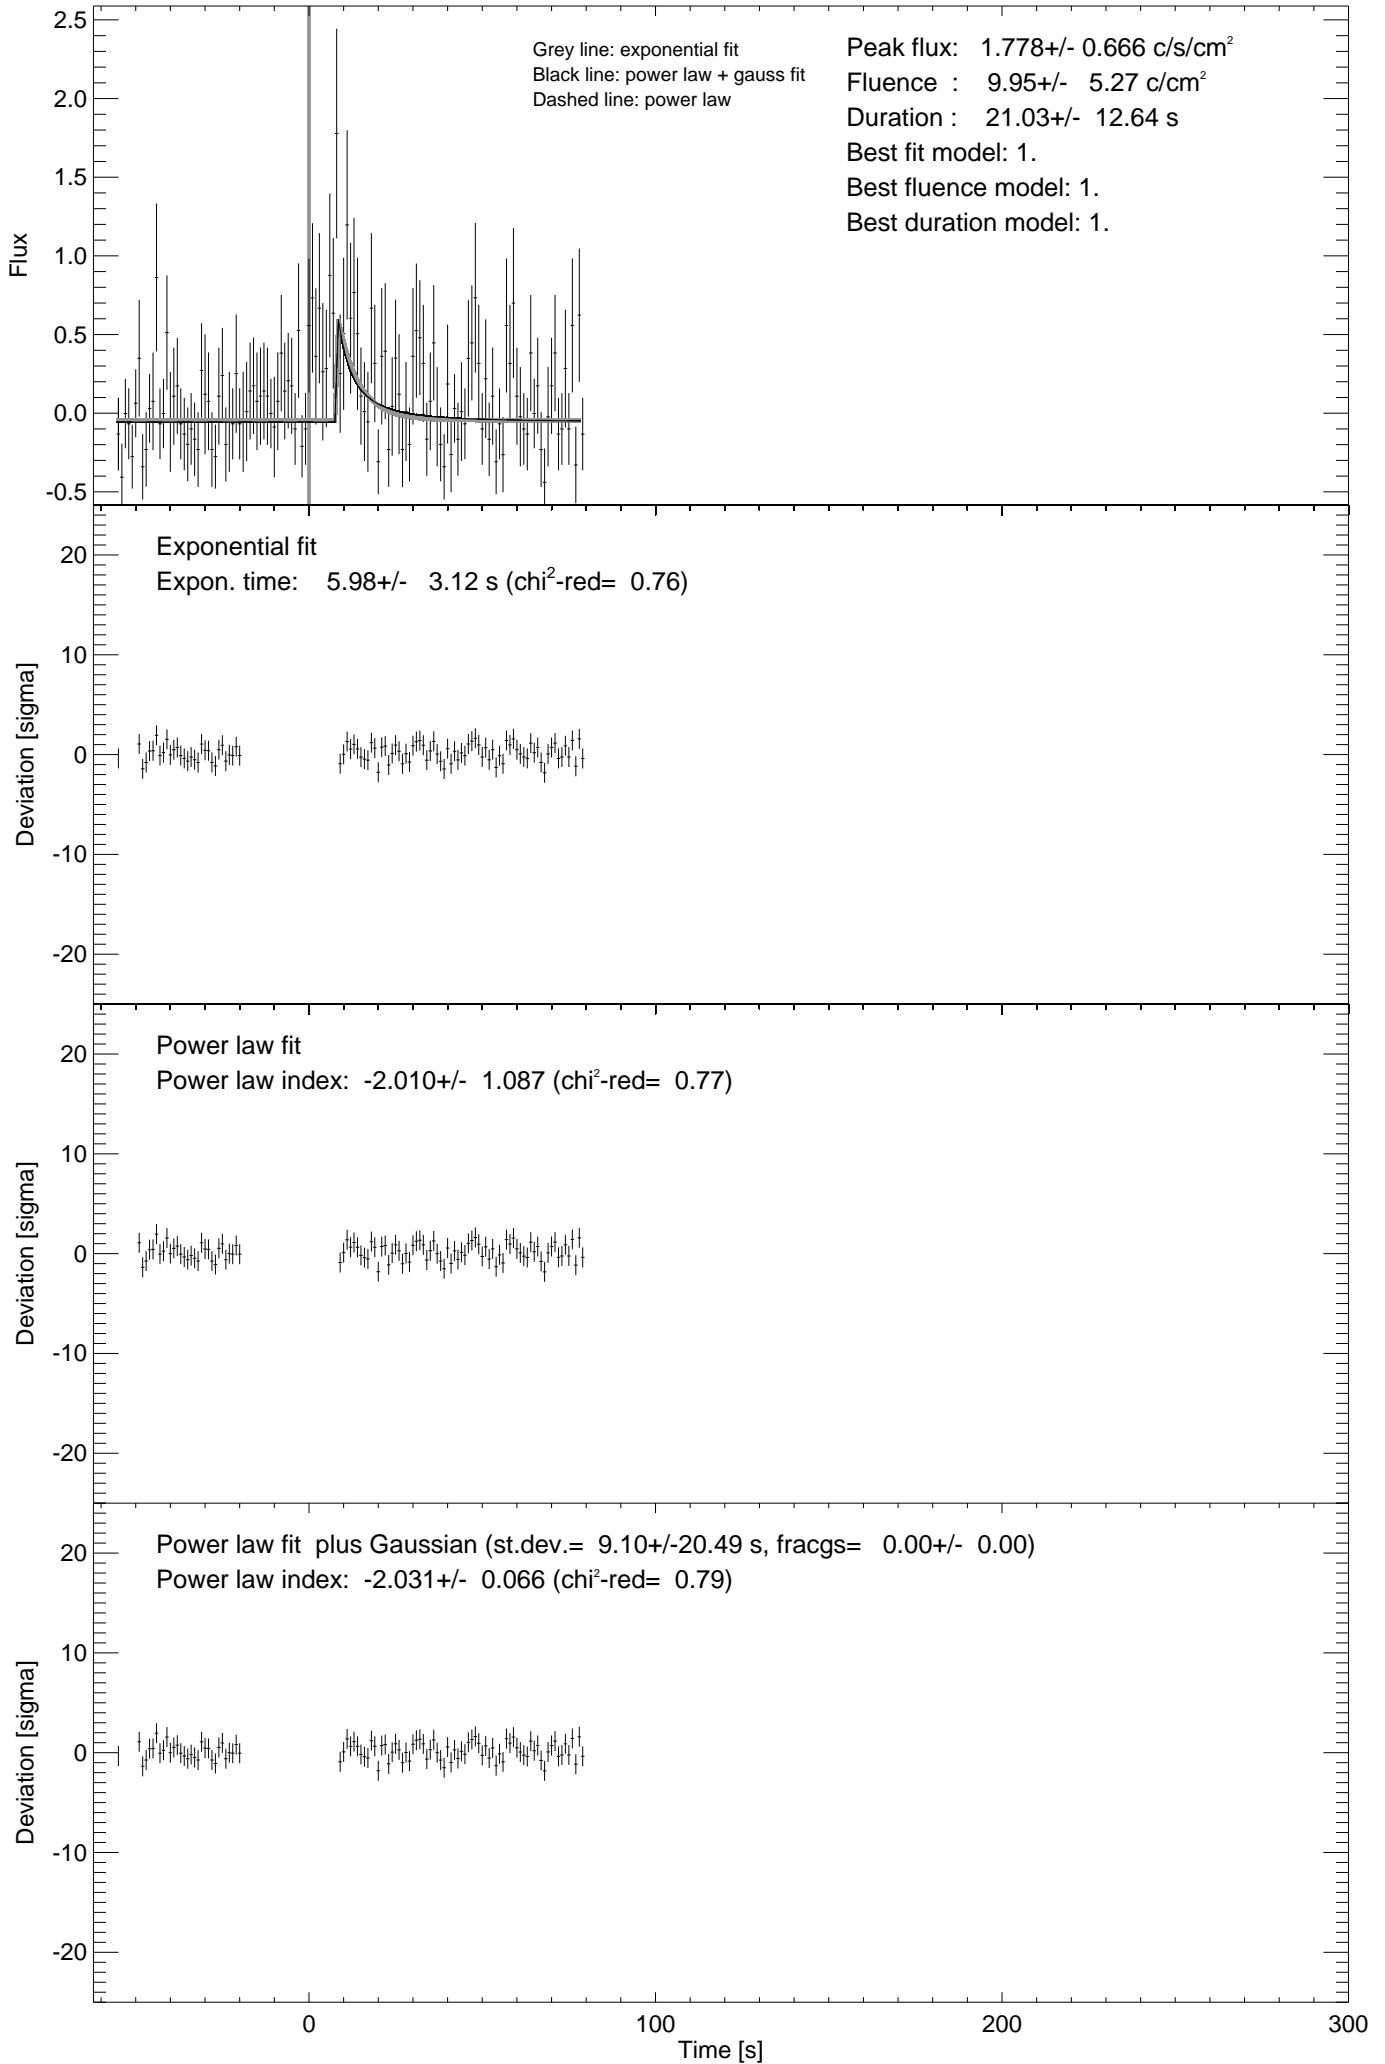 2.5
2.0
1.5
1.0
0.5
0.0
-0.5
Flux
Grey line: exponential fit
Black line: power law + gauss fit
Dashed line: power law
Peak flux: 1.778+/- 0.666 c/s/cm²
Fluence : 9.95+/- 5.27 c/cm²
Duration : 21.03+/- 12.64 s
Best fit model: 1.
Best fluence model: 1.
Best duration model: 1.
20
10
0
-10
-20
Deviation [sigma]
Exponential fit
Expon. time: 5.98+/- 3.12 s (chi²-red= 0.76)
20
10
0
-10
-20
Deviation [sigma]
Power law fit
Power law index: -2.010+/- 1.087 (chi²-red= 0.77)
20
10
0
-10
-20
Deviation [sigma]
Power law fit plus Gaussian (st.dev.= 9.10+/-20.49 s, fracgs= 0.00+/- 0.00)
Power law index: -2.031+/- 0.066 (chi²-red= 0.79)
0 100 200 300
Time [s]